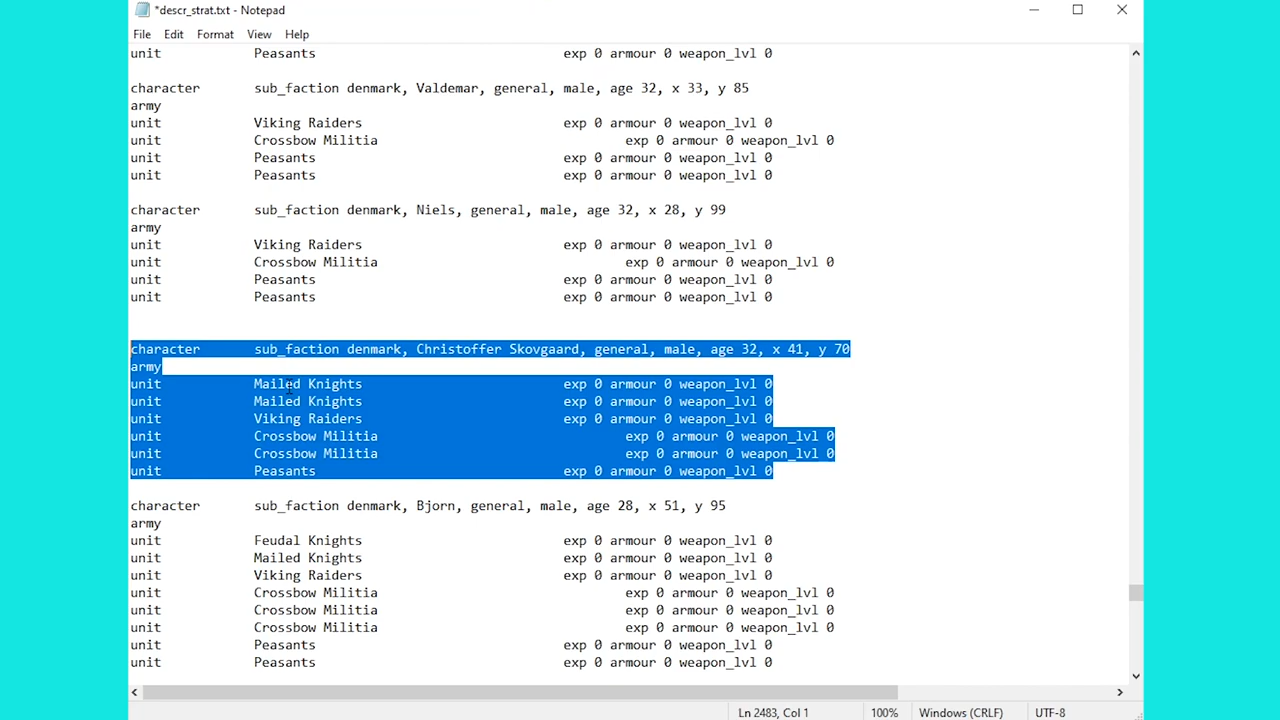 *descr_strat.txt - Notepad
File Edit Format View Help
unit Peasants exp 0 armour 0 weapon_lvl 0
character sub_faction denmark, Valdemar, general, male, age 32, x 33, y 85
army
unit Viking Raiders exp 0 armour 0 weapon_lvl 0
unit Crossbow Militia exp 0 armour 0 weapon_lvl 0
unit Peasants exp 0 armour 0 weapon_lvl 0
unit Peasants exp 0 armour 0 weapon_lvl 0
character sub_faction denmark, Niels, general, male, age 32, x 28, y 99
army
unit Viking Raiders exp 0 armour 0 weapon_lvl 0
unit Crossbow Militia exp 0 armour 0 weapon_lvl 0
unit Peasants exp 0 armour 0 weapon_lvl 0
unit Peasants exp 0 armour 0 weapon_lvl 0
character sub_faction denmark, Christoffer Skovgaard, general, male, age 32, x 41, y 70
army
unit Mailed Knights exp 0 armour 0 weapon_lvl 0
unit Mailed Knights exp 0 armour 0 weapon_lvl 0
unit Viking Raiders exp 0 armour 0 weapon_lvl 0
unit Crossbow Militia exp 0 armour 0 weapon_lvl 0
unit Crossbow Militia exp 0 armour 0 weapon_lvl 0
unit Peasants exp 0 armour 0 weapon_lvl 0
character sub_faction denmark, Bjorn, general, male, age 28, x 51, y 95
army
unit Feudal Knights exp 0 armour 0 weapon_lvl 0
unit Mailed Knights exp 0 armour 0 weapon_lvl 0
unit Viking Raiders exp 0 armour 0 weapon_lvl 0
unit Crossbow Militia exp 0 armour 0 weapon_lvl 0
unit Crossbow Militia exp 0 armour 0 weapon_lvl 0
unit Crossbow Militia exp 0 armour 0 weapon_lvl 0
unit Peasants exp 0 armour 0 weapon_lvl 0
unit Peasants exp 0 armour 0 weapon_lvl 0
Ln 2483, Col 1 100% Windows (CRLF) UTF-8